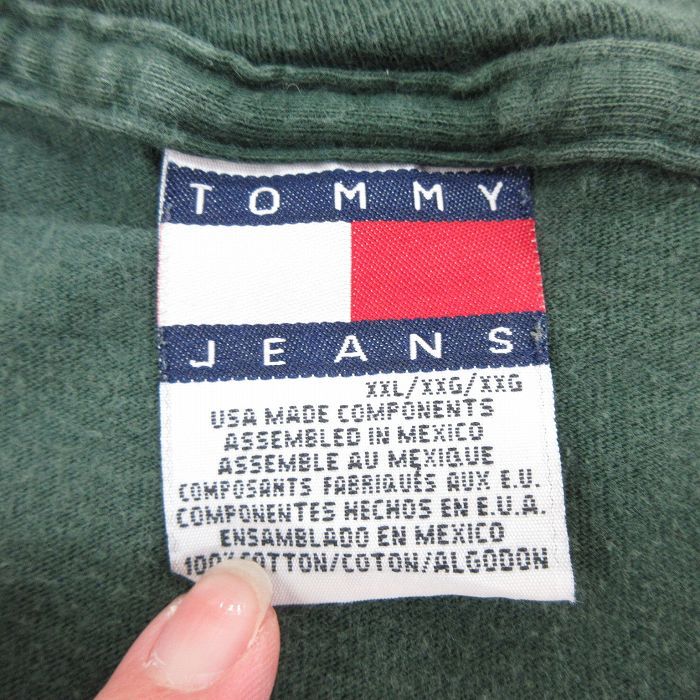 TOMMY
JEANS
XXL/XXG/XXG
USA MADE COMPONENTS
ASSEMBLED IN MEXICO
ASSEMBLE AU MEXIQUE
COMPOSANTS FABRIQUÉS AUX E.U.
COMPONENTES HECHOS EN E.U.A.
ENSAMBLADO EN MEXICO
100% COTTON/COTON/ALGODON